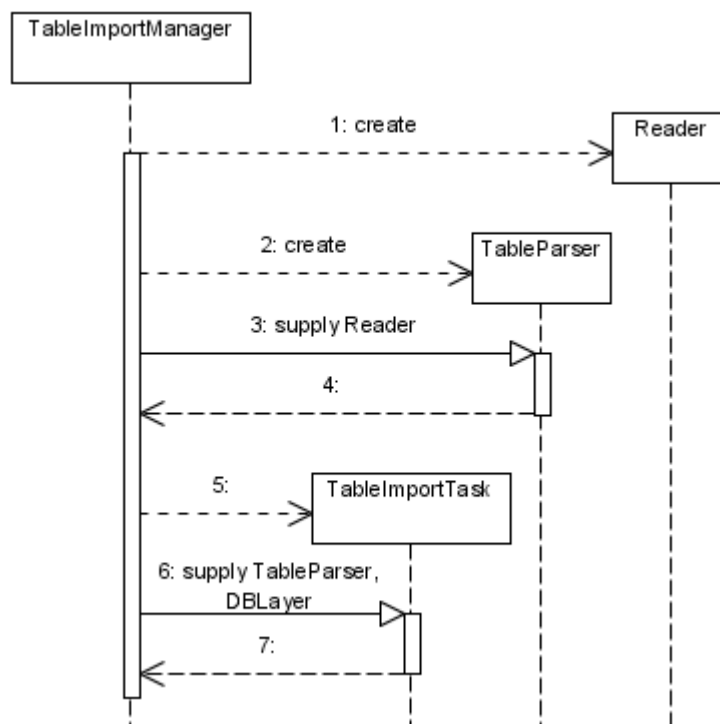 TableImportManager
1: create
Reader
2: create
TableParser
3: supply Reader
4:
5:
TableImportTask
6: supply TableParser,
DBLayer
7: